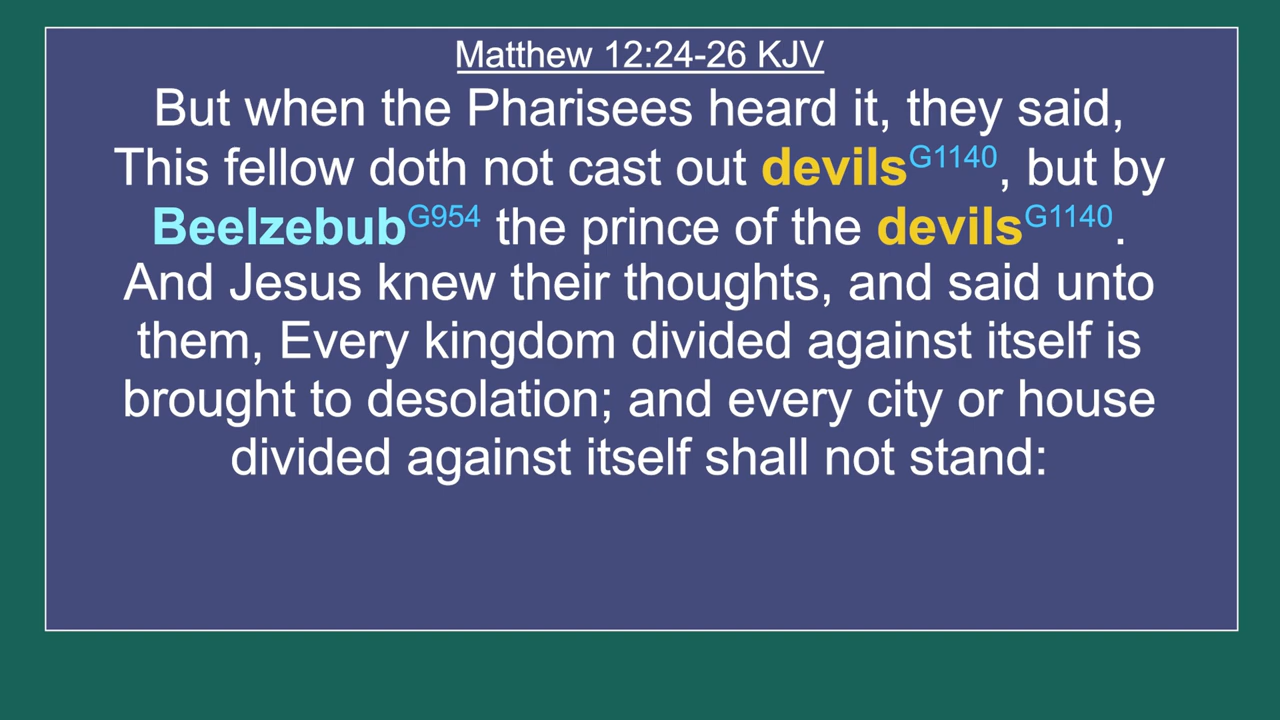 Matthew 12:24-26 KJV
But when the Pharisees heard it, they said,
This fellow doth not cast out devilsG1140, but by
BeelzebubG954 the prince of the devilsG1140.
And Jesus knew their thoughts, and said unto
them, Every kingdom divided against itself is
brought to desolation; and every city or house
divided against itself shall not stand: